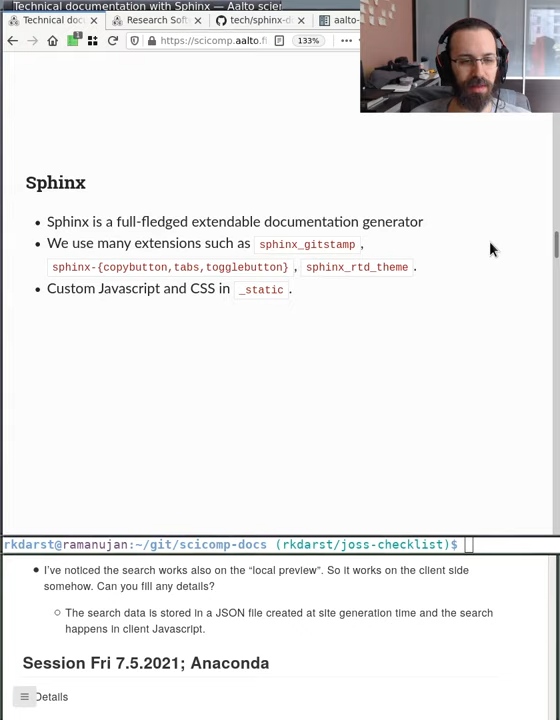 Technical documentation with Sphinx — Aalto scien
Technical doc
Research Soft
tech/sphinx-d
aalto-
https://scicomp.aalto.fi
133%
Sphinx
• Sphinx is a full-fledged extendable documentation generator
• We use many extensions such as sphinx_gitstamp,
sphinx-{copybutton,tabs,togglebutton}, sphinx_rtd_theme.
• Custom Javascript and CSS in _static.
rkdarst@ramanujan:~/git/scicomp-docs (rkdarst/joss-checklist)$
• I've noticed the search works also on the “local preview”. So it works on the client side
somehow. Can you fill any details?
○ The search data is stored in a JSON file created at site generation time and the search
happens in client Javascript.
Session Fri 7.5.2021; Anaconda
Details